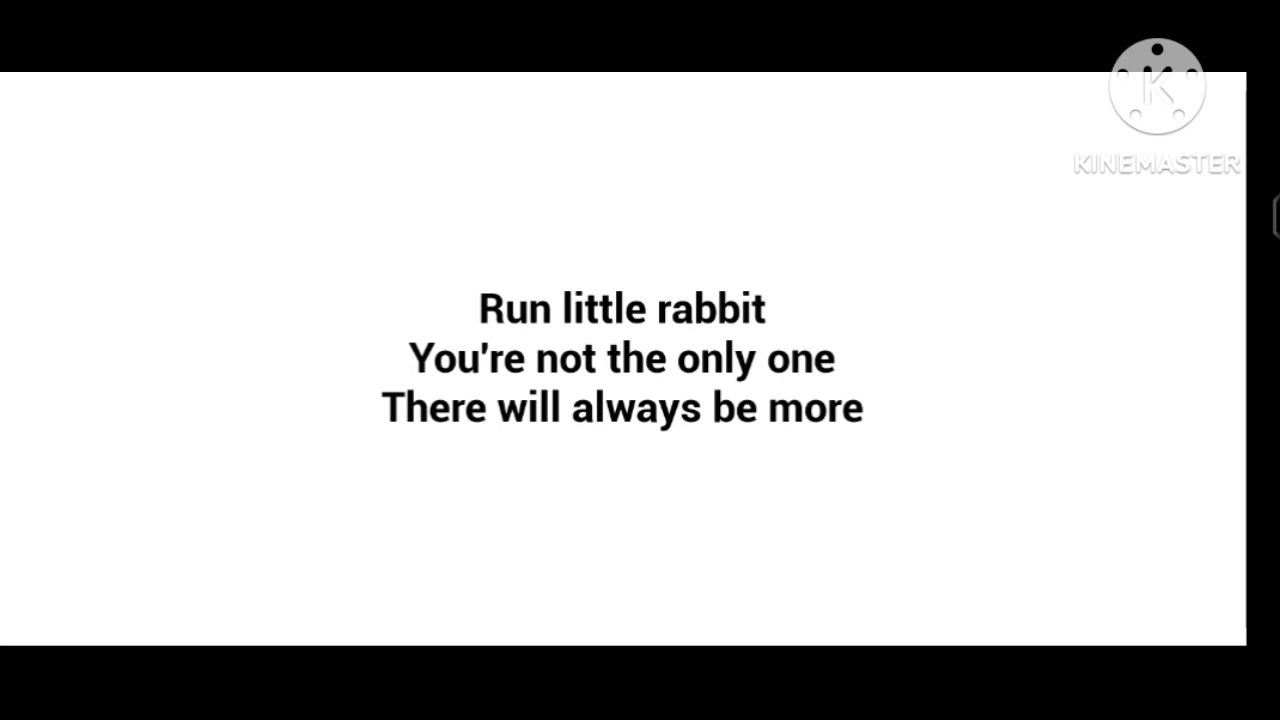 K
KINEMASTER
Run little rabbit
You're not the only one
There will always be more